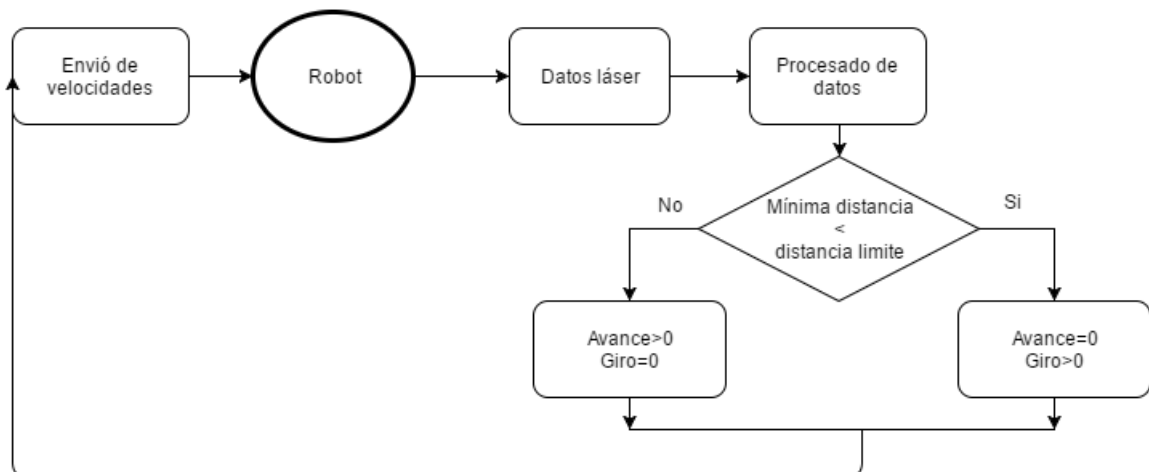 Envió de
velocidades
Robot
Datos láser
Procesado de
datos
Mínima distancia
<
distancia limite
No
Si
Avance>0
Giro=0
Avance=0
Giro>0